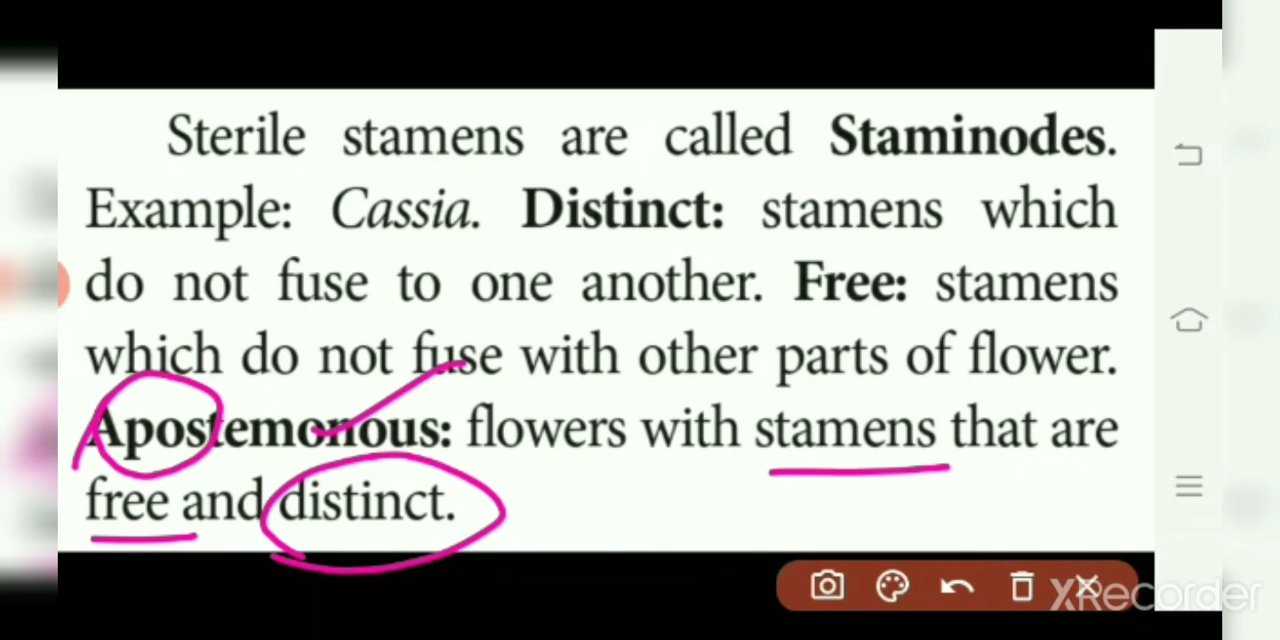 Sterile stamens are called Staminodes.
Example: Cassia. Distinct: stamens which
do not fuse to one another. Free: stamens
which do not fuse with other parts of flower.
Apostemonous: flowers with stamens that are
free and distinct.
XRecorder